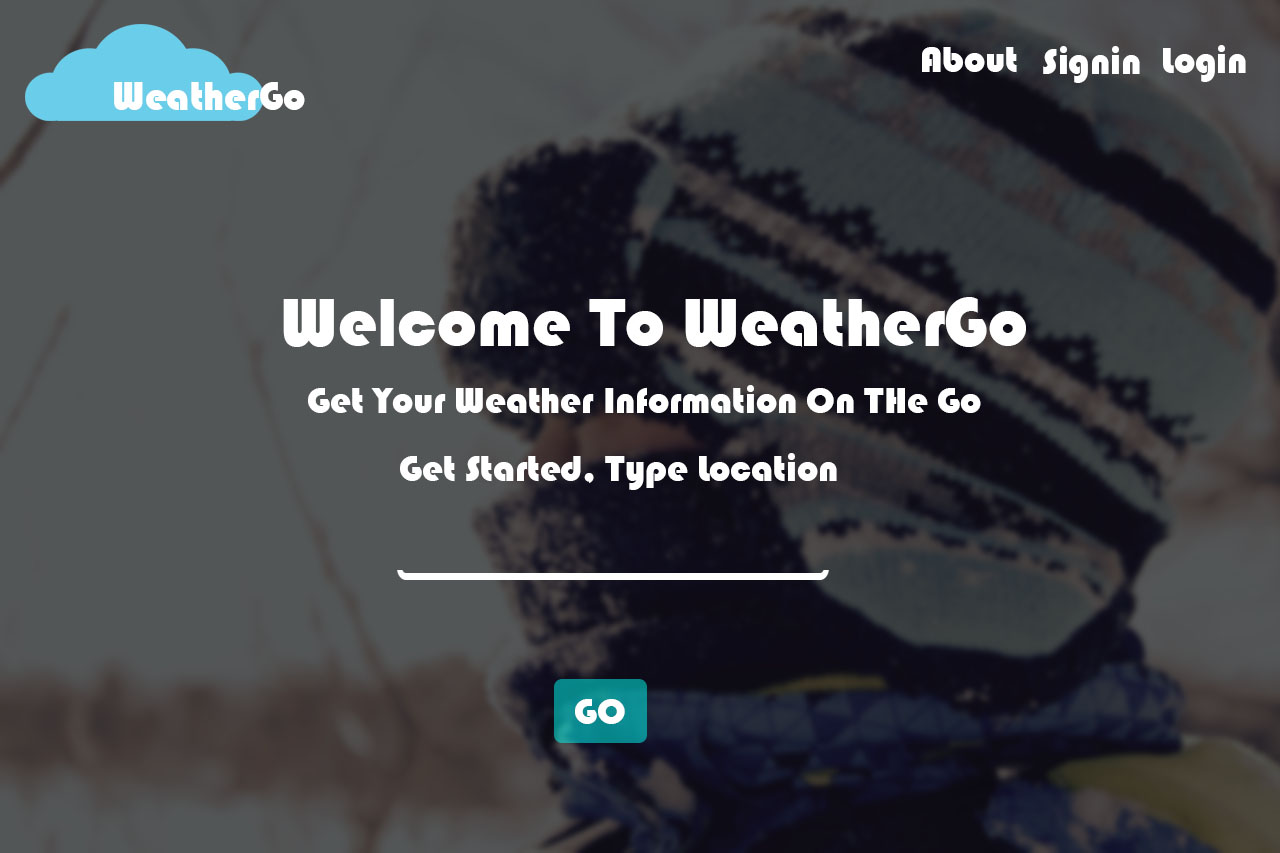 WeatherGo
About Signin Login
Welcome To WeatherGo
Get Your Weather Information On THe Go
Get Started, Type Location
GO